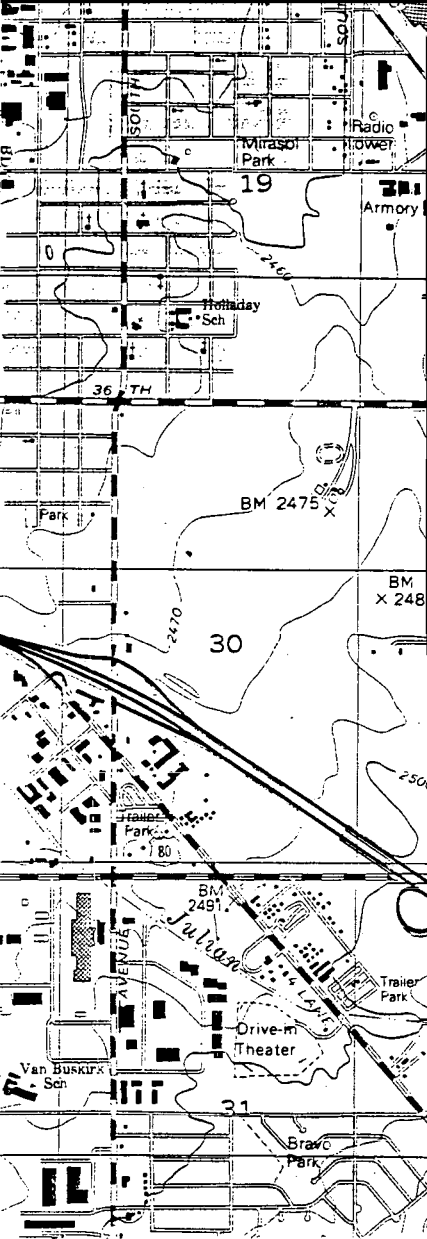 SOUTH
Radio
Tower
Mirasol
Park
19
Armory
2460
Holladay
Sch
36 TH
BM 2475
Park
BM
X 248
2470
30
2500
Trailer
Park
80
BM
2491
Julian
AVENUE
4 LANE
Trailer
Park
Drive-in
Theater
Van Buskirk
Sch
31
Bravo
Park